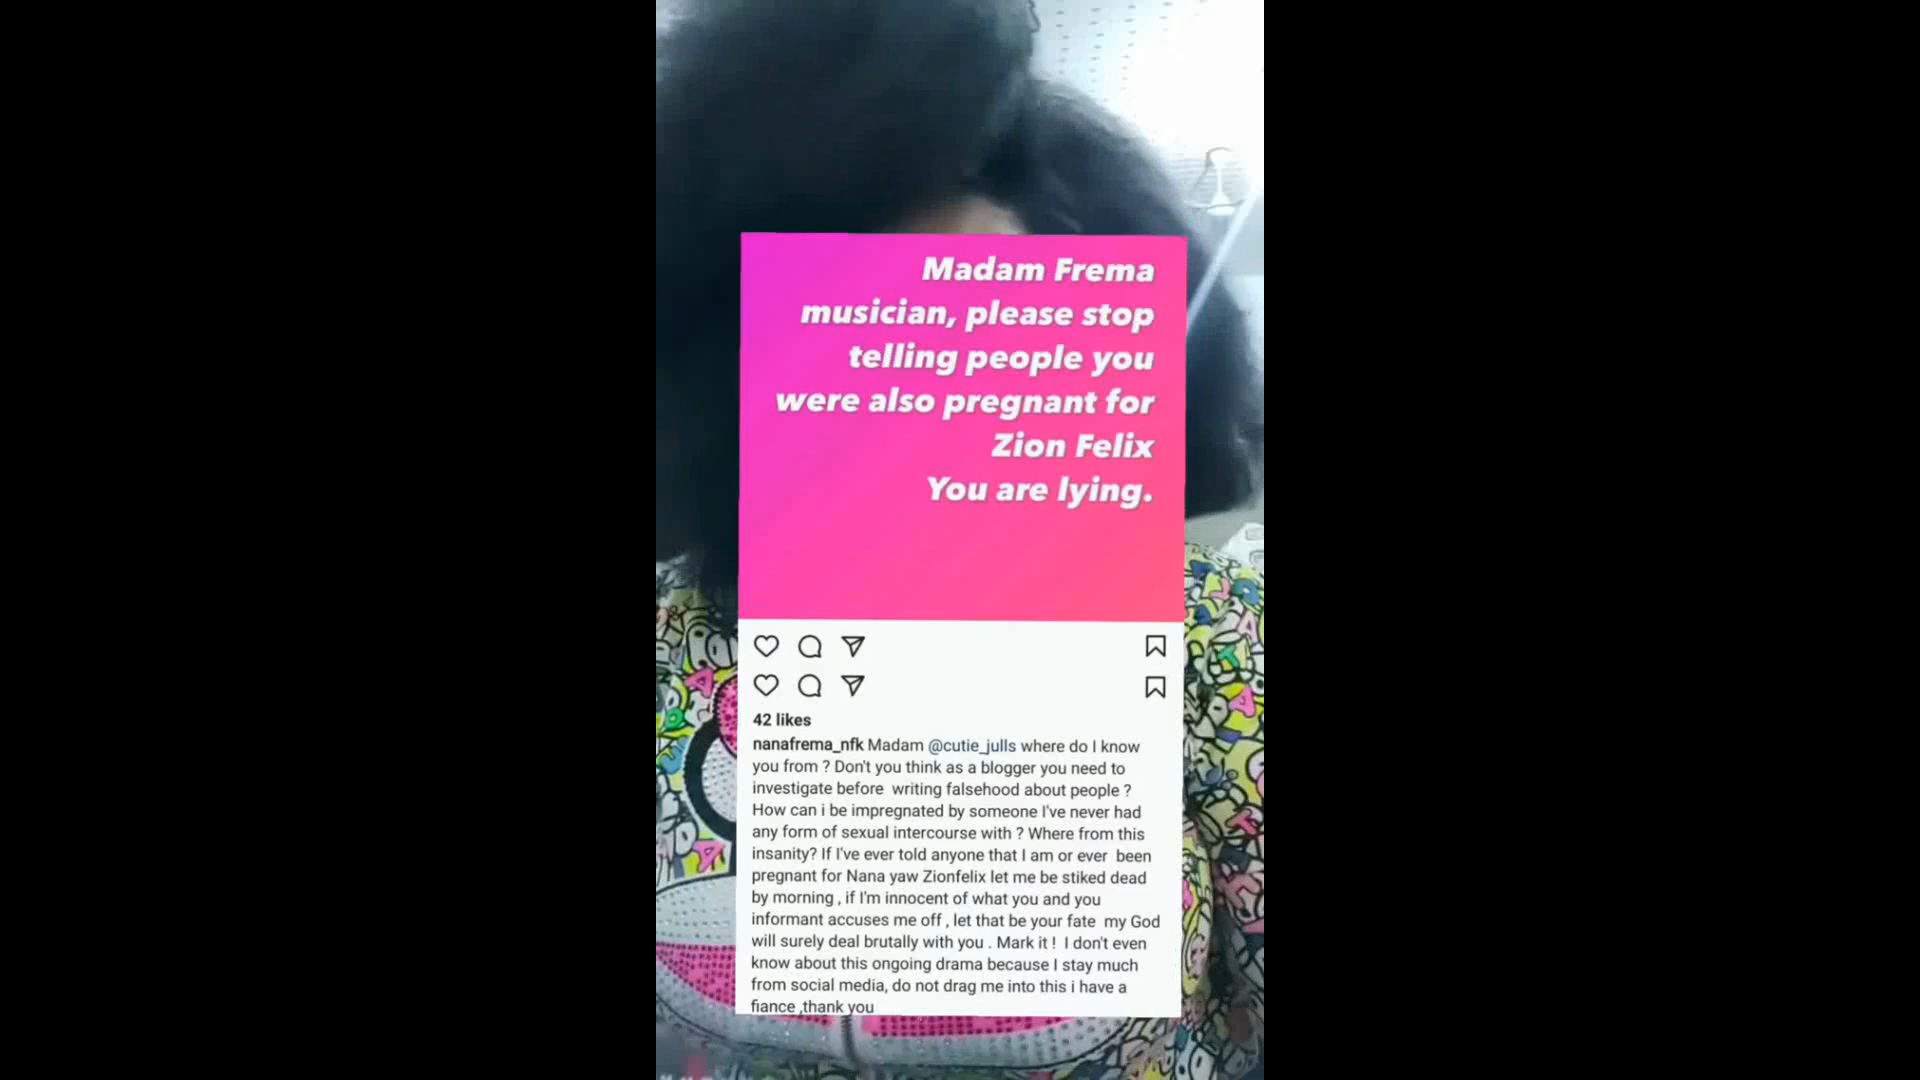 Madam Frema
musician, please stop
telling people you
were also pregnant for
Zion Felix
You are lying.
42 likes
nanafrema_nfk Madam @cutie_julls where do I know
you from ? Don't you think as a blogger you need to
investigate before writing falsehood about people ?
How can i be impregnated by someone I've never had
any form of sexual intercourse with ? Where from this
insanity? If I've ever told anyone that I am or ever been
pregnant for Nana yaw Zionfelix let me be stiked dead
by morning , if I'm innocent of what you and you
informant accuses me off , let that be your fate my God
will surely deal brutally with you . Mark it ! I don't even
know about this ongoing drama because I stay much
from social media, do not drag me into this i have a
fiance ,thank you